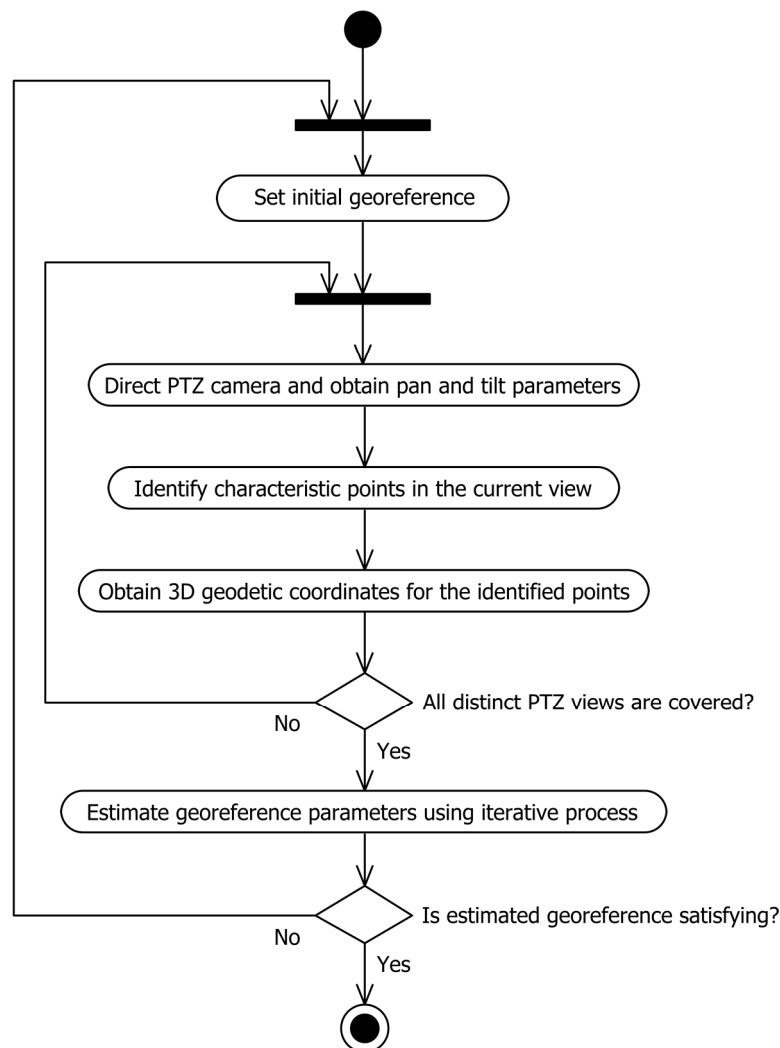 Set initial georeference
Direct PTZ camera and obtain pan and tilt parameters
Identify characteristic points in the current view
Obtain 3D geodetic coordinates for the identified points
All distinct PTZ views are covered?
No
Yes
Estimate georeference parameters using iterative process
Is estimated georeference satisfying?
No
Yes